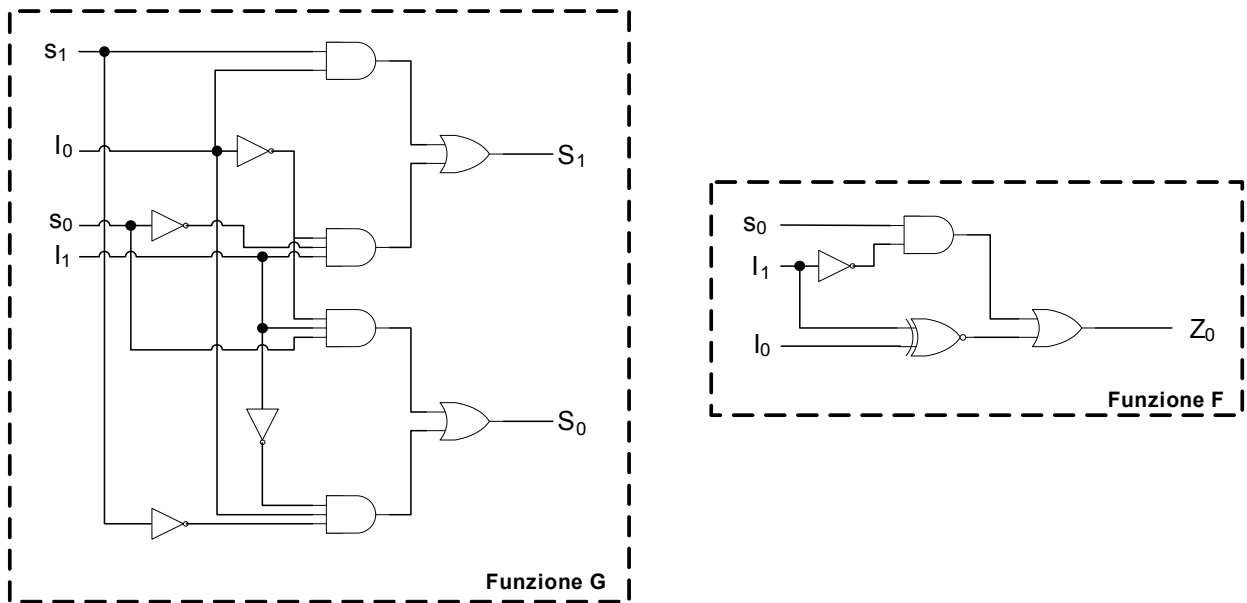 s₁
I₀
S₁
s₀
I₁
S₀
Funzione G
s₀
I₁
I₀
Z₀
Funzione F